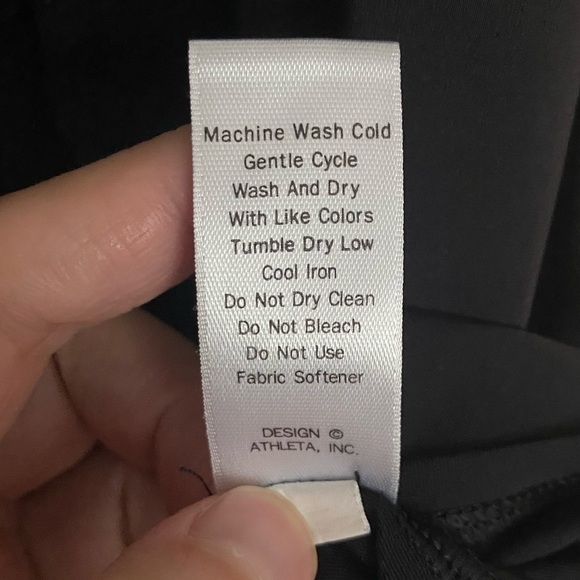 Machine Wash Cold
Gentle Cycle
Wash And Dry
With Like Colors
Tumble Dry Low
Cool Iron
Do Not Dry Clean
Do Not Bleach
Do Not Use
Fabric Softener
DESIGN ©
ATHLETA, INC.